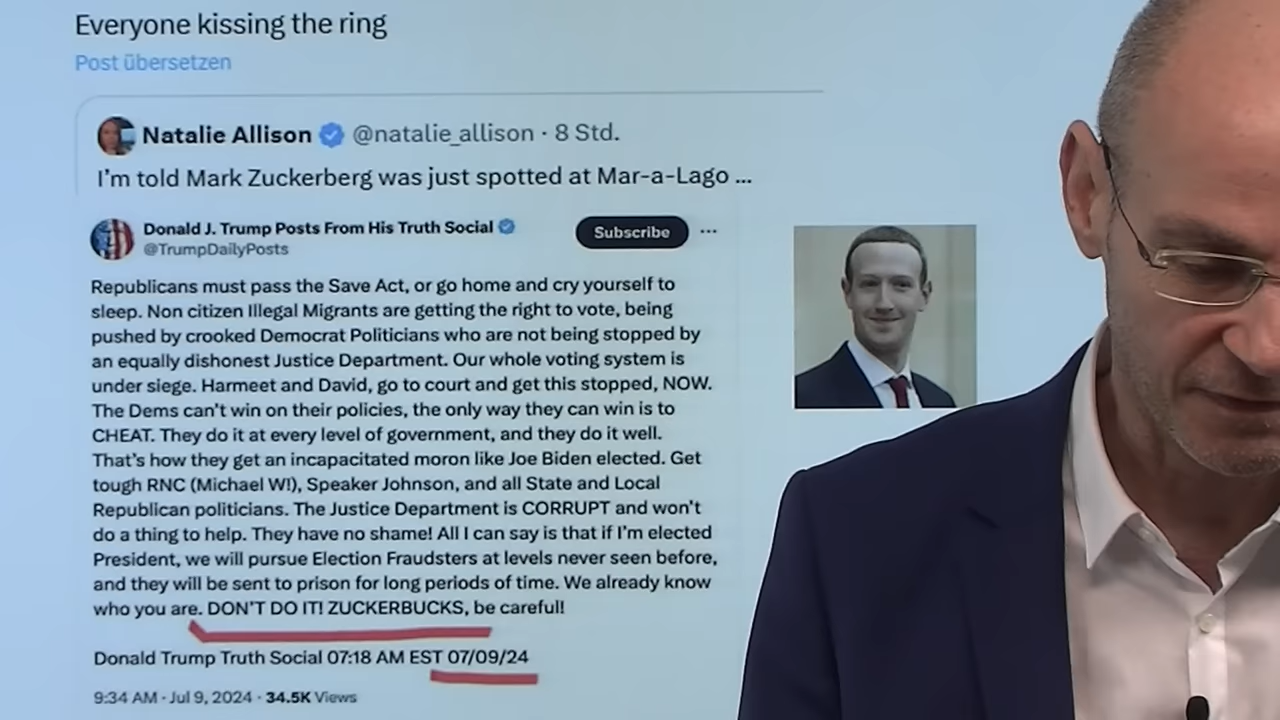 Everyone kissing the ring
Post übersetzen
Natalie Allison @natalie_allison · 8 Std.
I'm told Mark Zuckerberg was just spotted at Mar-a-Lago ...
Donald J. Trump Posts From His Truth Social
Subscribe
@TrumpDailyPosts
Republicans must pass the Save Act, or go home and cry yourself to
sleep. Non citizen Illegal Migrants are getting the right to vote, being
pushed by crooked Democrat Politicians who are not being stopped by
an equally dishonest Justice Department. Our whole voting system is
under siege. Harmeet and David, go to court and get this stopped, NOW.
The Dems can't win on their policies, the only way they can win is to
CHEAT. They do it at every level of government, and they do it well.
That's how they get an incapacitated moron like Joe Biden elected. Get
tough RNC (Michael W!), Speaker Johnson, and all State and Local
Republican politicians. The Justice Department is CORRUPT and won't
do a thing to help. They have no shame! All I can say is that if I'm elected
President, we will pursue Election Fraudsters at levels never seen before,
and they will be sent to prison for long periods of time. We already know
who you are. DON'T DO IT! ZUCKERBUCKS, be careful!
Donald Trump Truth Social 07:18 AM EST 07/09/24
9:34 AM · Jul 9, 2024 · 34.5K Views